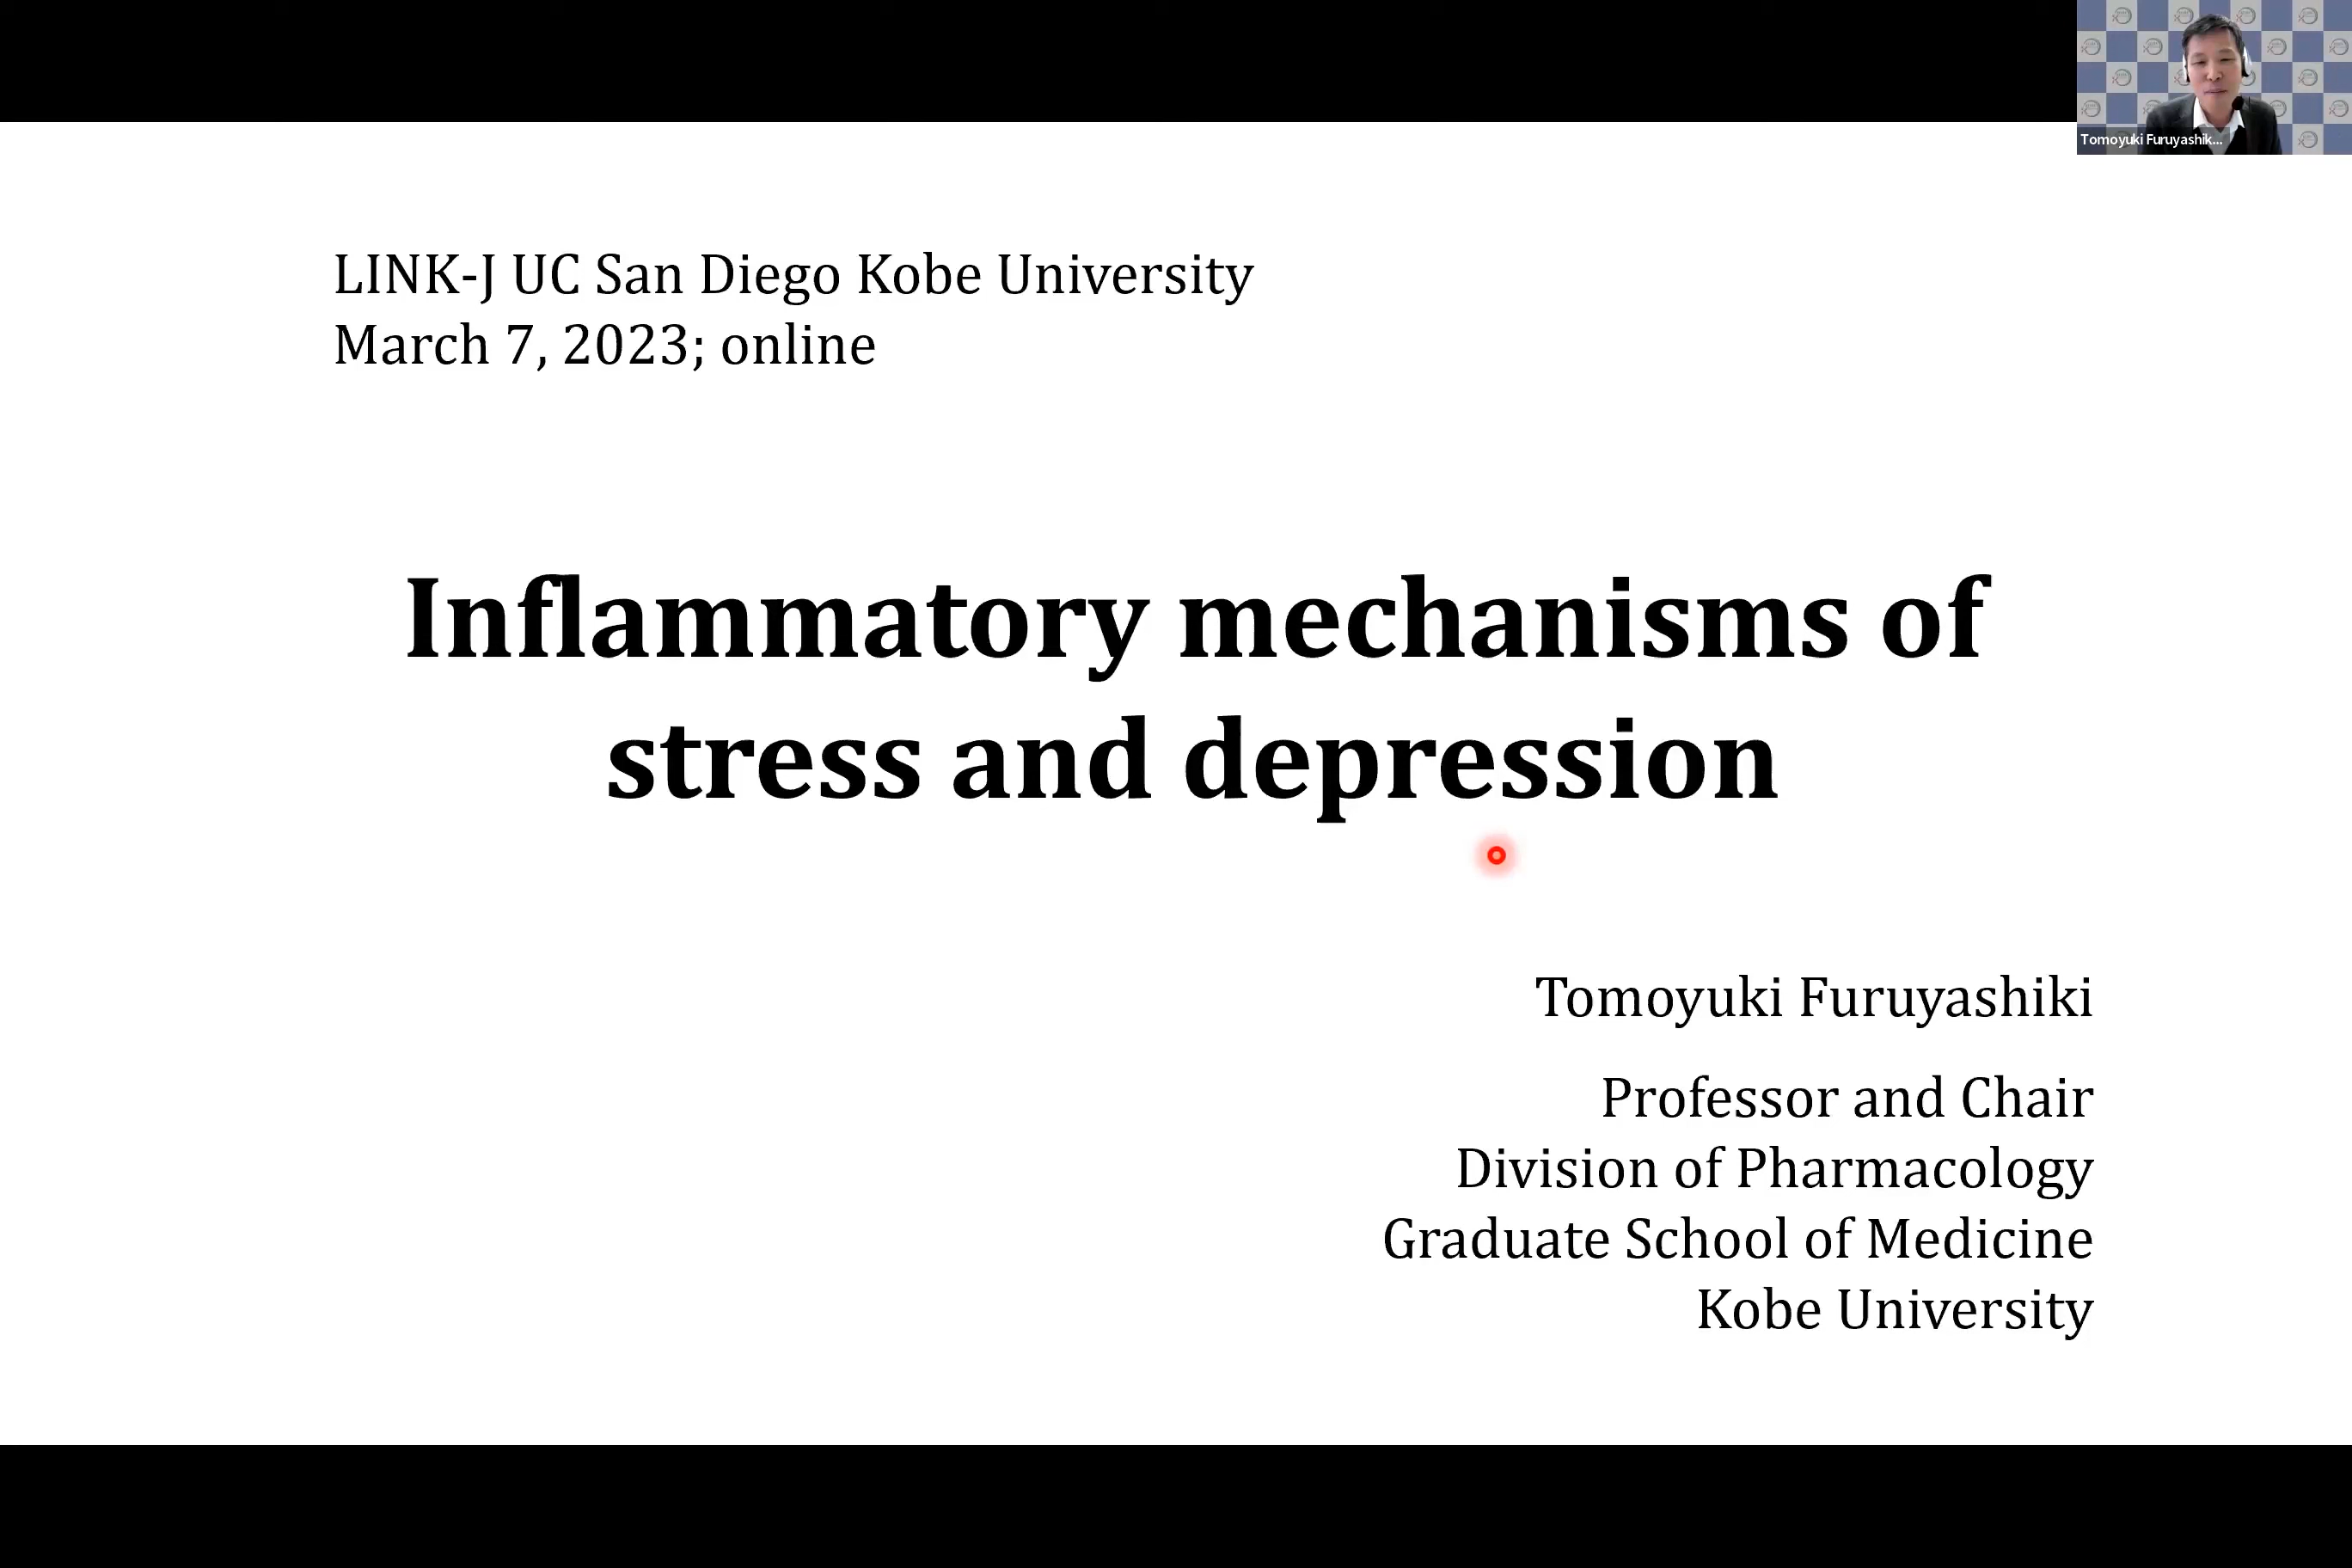 Tomoyuki Furuyashik...
LINK-J UC San Diego Kobe University
March 7, 2023; online
Inflammatory mechanisms of
stress and depression
Tomoyuki Furuyashiki
Professor and Chair
Division of Pharmacology
Graduate School of Medicine
Kobe University